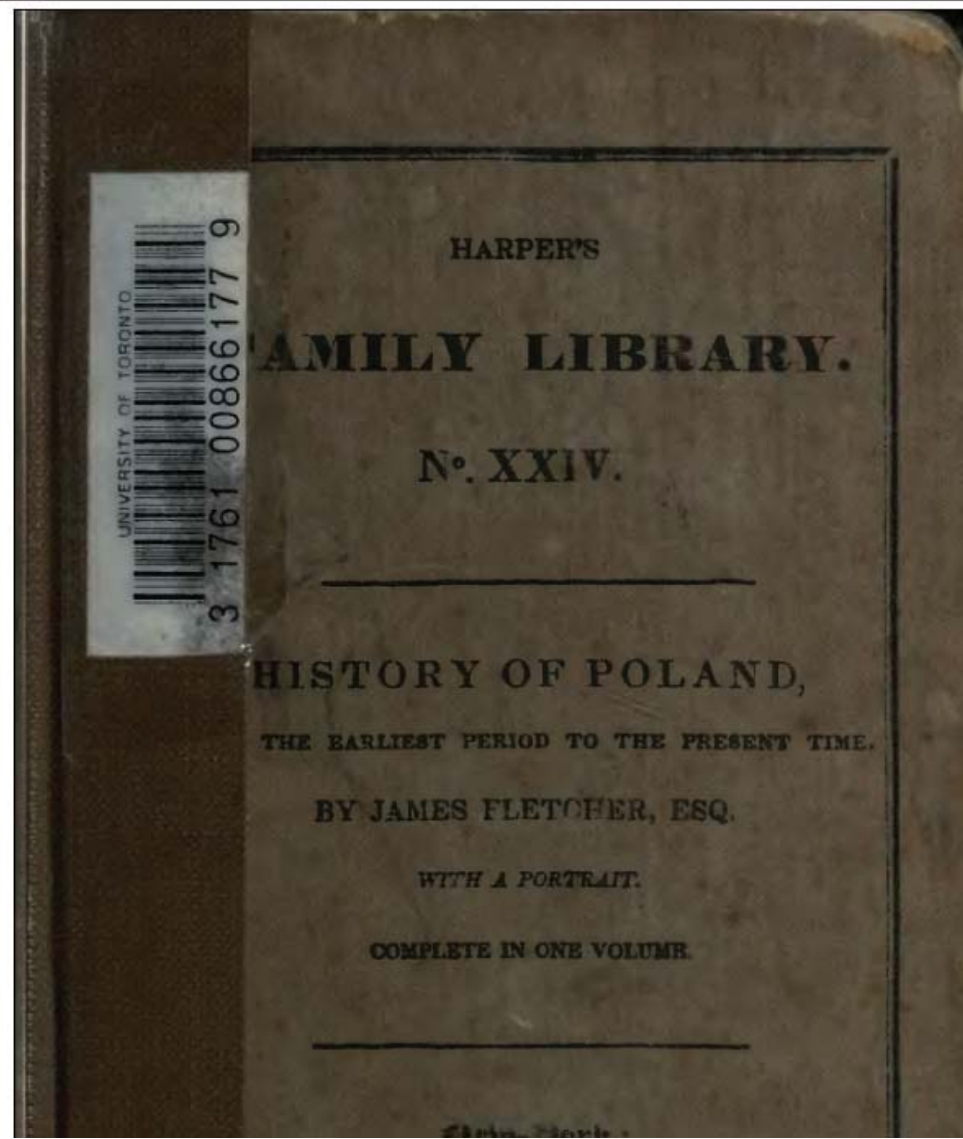 UNIVERSITY OF TORONTO
3 1761 00866177 9
HARPER'S
AMILY LIBRARY.
No. XXIV.
HISTORY OF POLAND,
THE EARLIEST PERIOD TO THE PRESENT TIME.
BY JAMES FLETCHER, ESQ.
WITH A PORTRAIT.
COMPLETE IN ONE VOLUME.